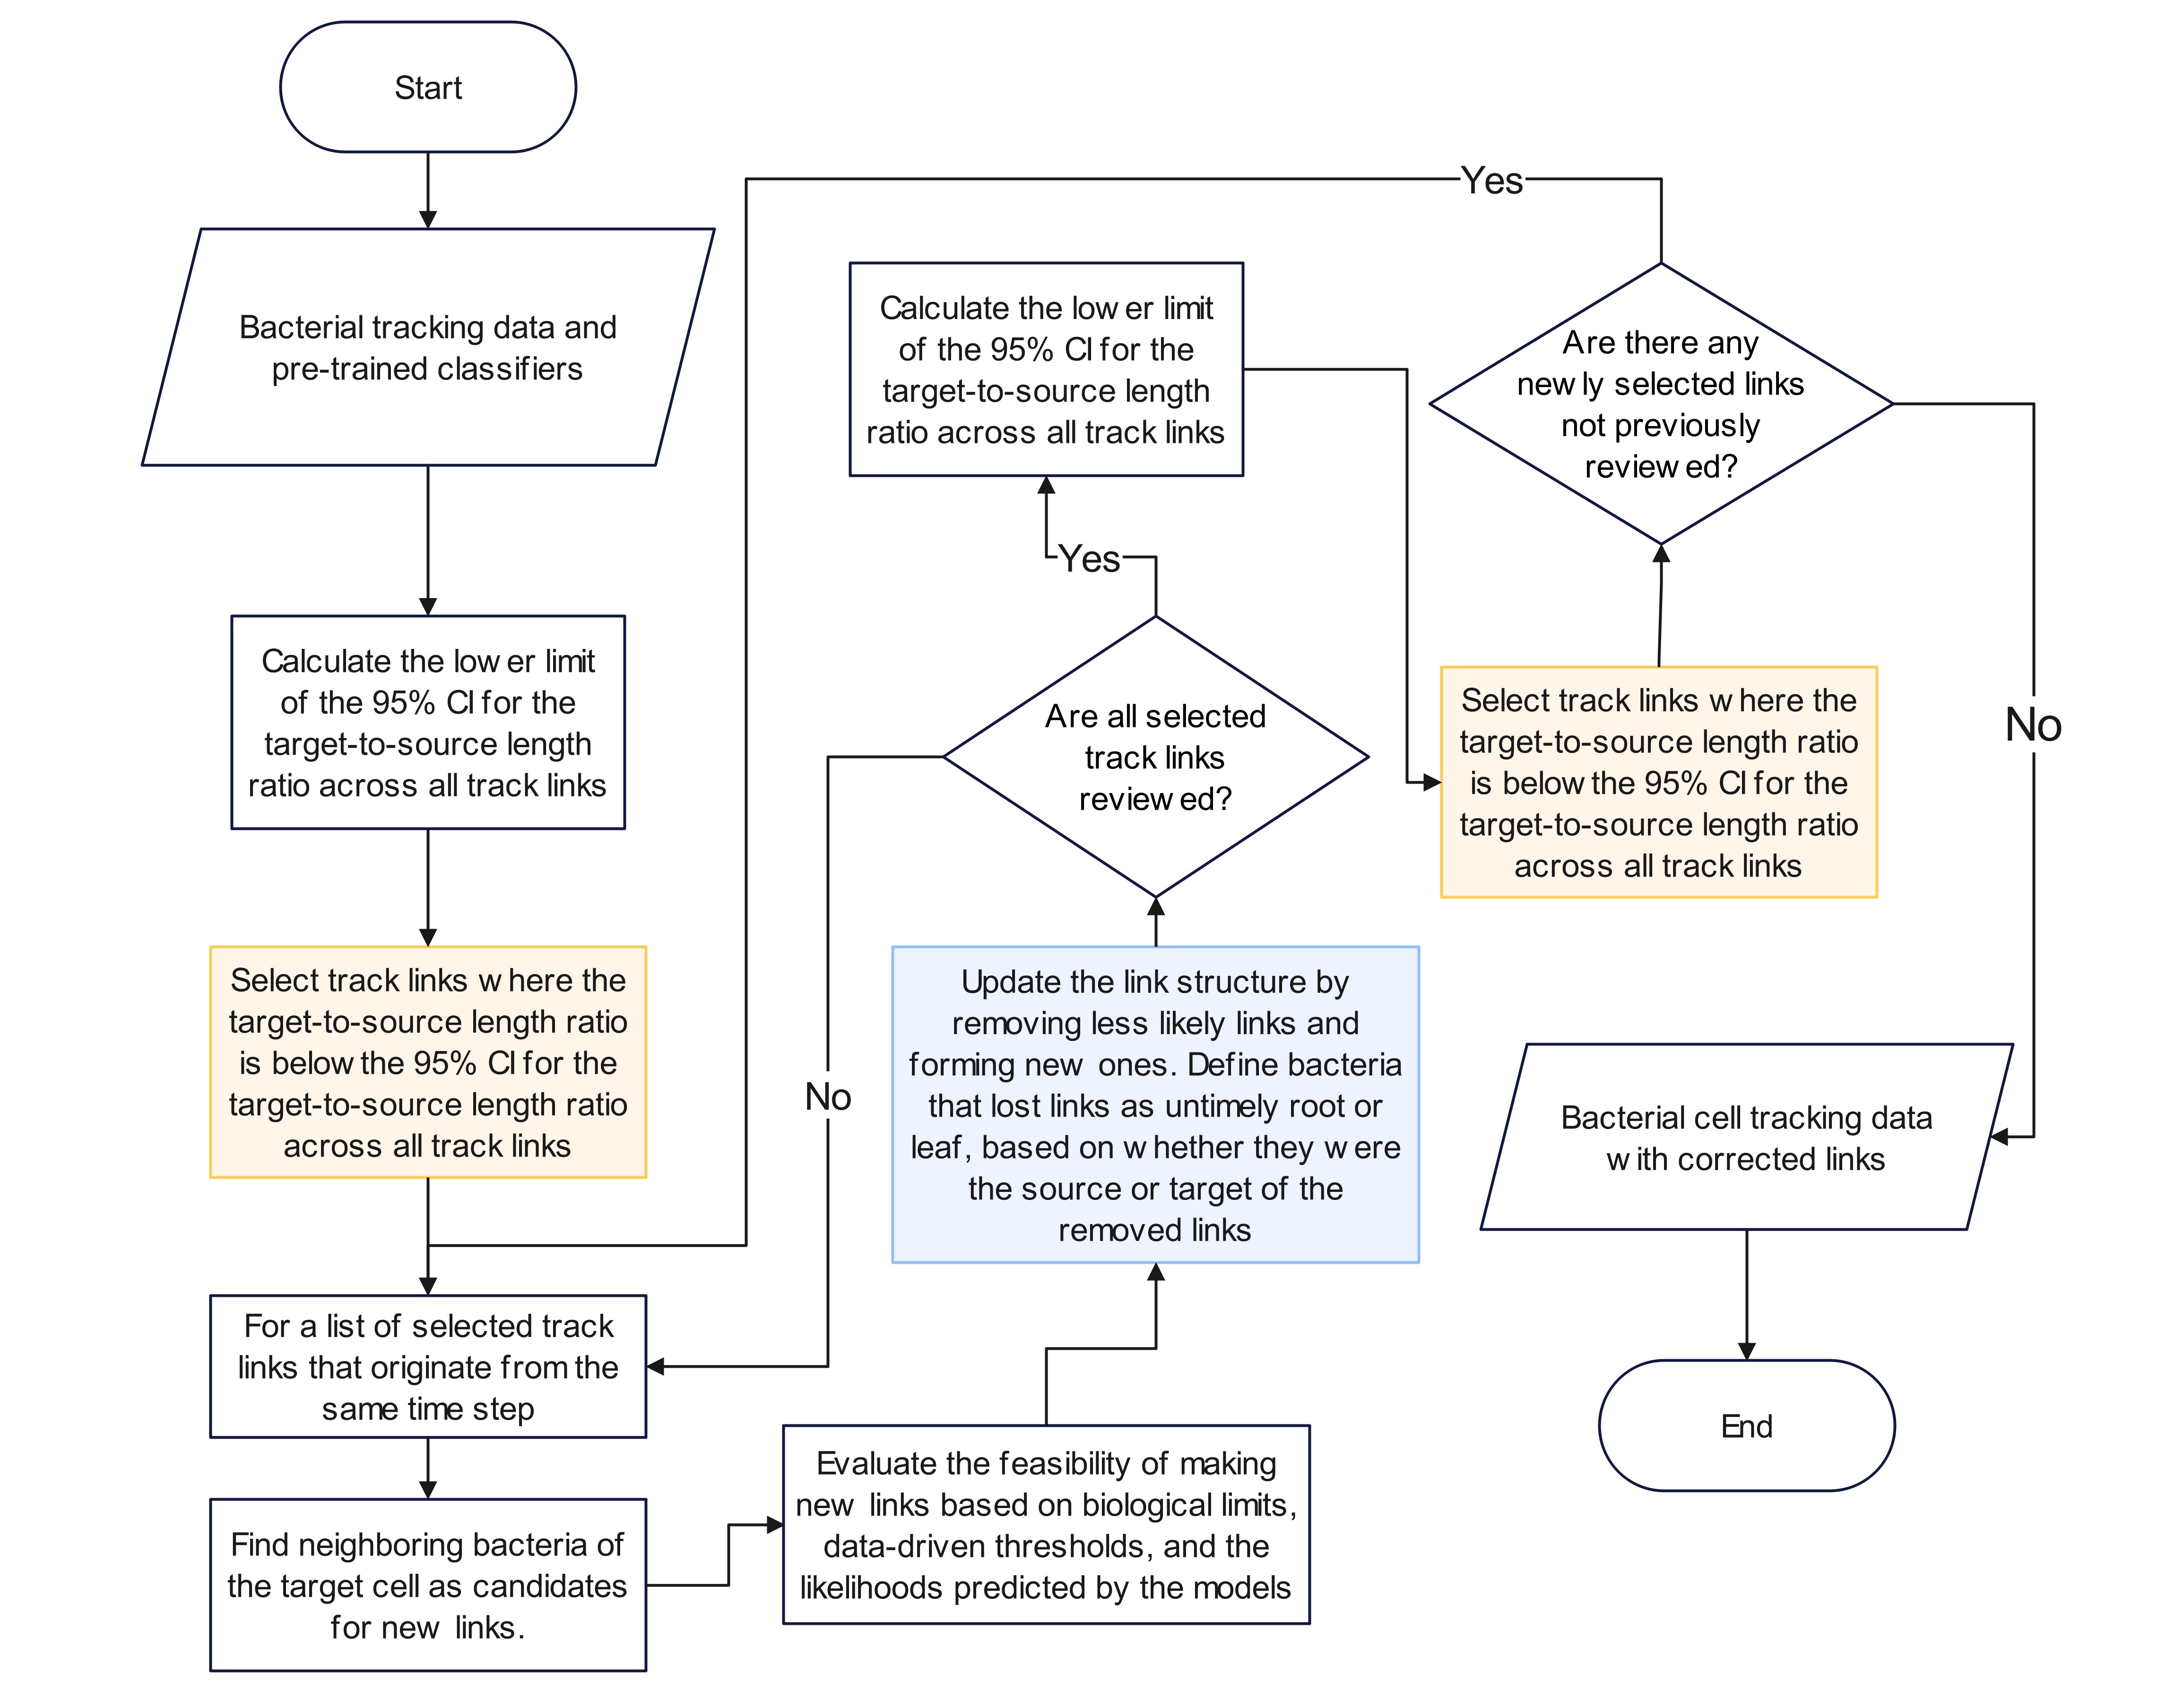 Start
Bacterial tracking data and
pre-trained classifiers
Calculate the lower limit
of the 95% CI for the
target-to-source length
ratio across all track links
Select track links where the
target-to-source length ratio
is below the 95% CI for the
target-to-source length ratio
across all track links
For a list of selected track
links that originate from the
same time step
Find neighboring bacteria of
the target cell as candidates
for new links.
Evaluate the feasibility of making
new links based on biological limits,
data-driven thresholds, and the
likelihoods predicted by the models
Update the link structure by
removing less likely links and
forming new ones. Define bacteria
that lost links as untimely root or
leaf, based on whether they were
the source or target of the
removed links
Are all selected
track links
reviewed?
No
Yes
Calculate the lower limit
of the 95% CI for the
target-to-source length
ratio across all track links
Select track links where the
target-to-source length ratio
is below the 95% CI for the
target-to-source length ratio
across all track links
Are there any
newly selected links
not previously
reviewed?
Yes
No
Bacterial cell tracking data
with corrected links
End